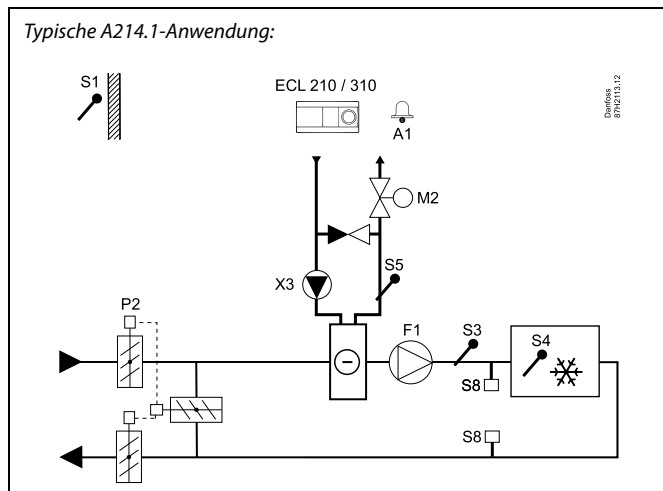 Typische A214.1-Anwendung:
S1
ECL 210 / 310
A1
Danfoss
87H2113.12
M2
S5
X3
P2
F1
S3
S4
S8
S8